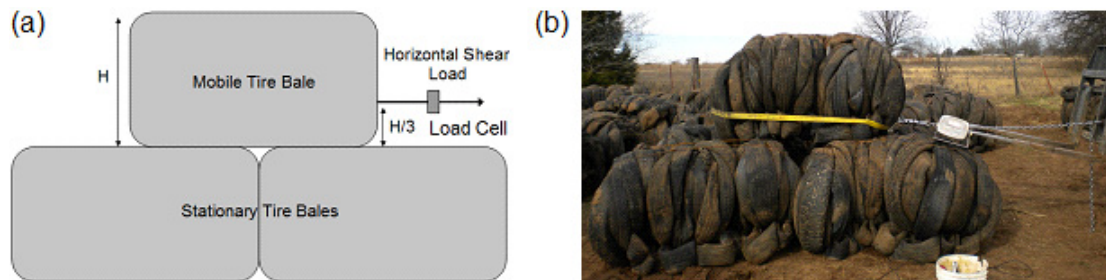 (a)
H
Mobile Tire Bale
Horizontal Shear
Load
H/3
Load Cell
Stationary Tire Bales
(b)